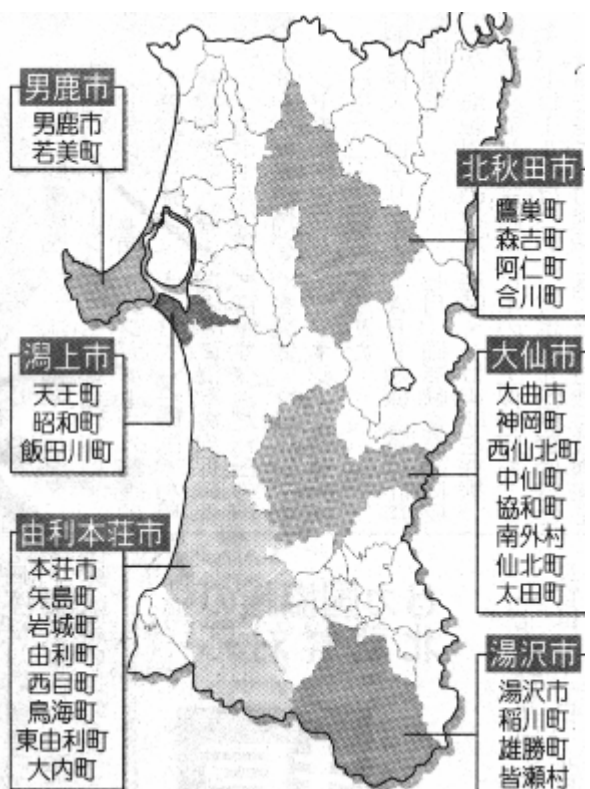 男鹿市
男鹿市
若美町
北秋田市
鷹巣町
森吉町
阿仁町
合川町
潟上市
天王町
昭和町
飯田川町
大仙市
大曲市
神岡町
西仙北町
中仙町
協和町
南外村
仙北町
太田町
由利本荘市
本荘市
矢島町
岩城町
由利町
西目町
鳥海町
東由利町
大内町
湯沢市
湯沢市
稲川町
雄勝町
皆瀬村